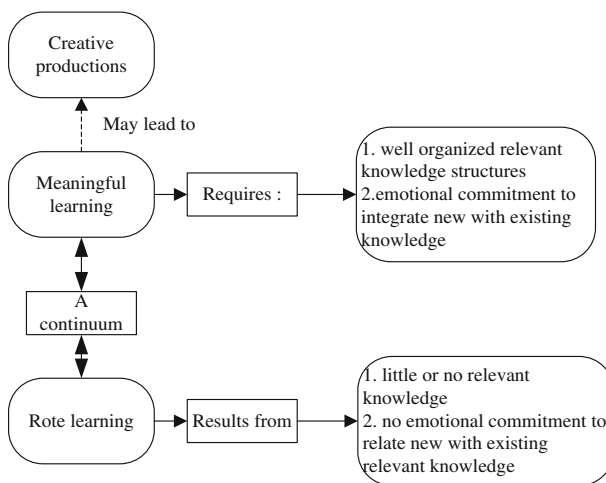 Creative
productions
May lead to
Meaningful
learning
Requires :
1. well organized relevant
knowledge structures
2.emotional commitment to
integrate new with existing
knowledge
A
continuum
Rote learning
Results from
1. little or no relevant
knowledge
2. no emotional commitment to
relate new with existing
relevant knowledge